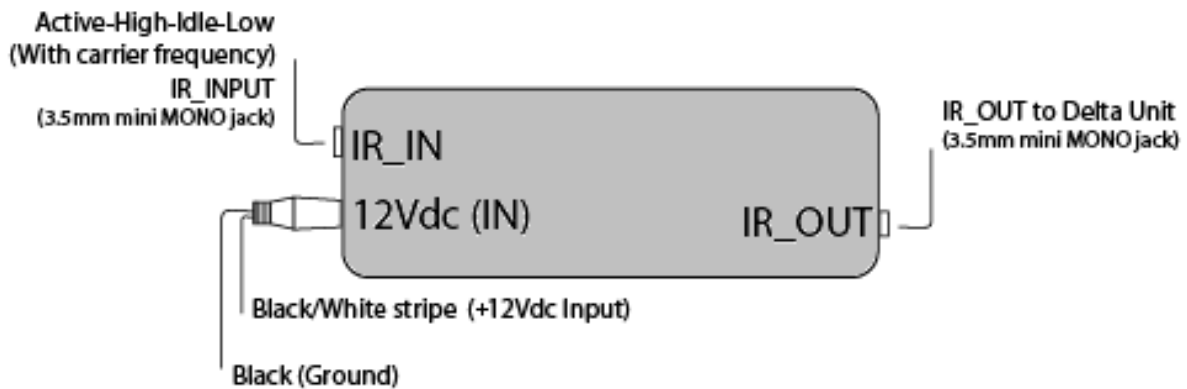 Active-High-Idle-Low
(With carrier frequency)
IR_INPUT
(3.5mm mini MONO jack)
IR_IN
12Vdc (IN)
IR_OUT
IR_OUT to Delta Unit
(3.5mm mini MONO jack)
Black/White stripe (+12Vdc Input)
Black (Ground)